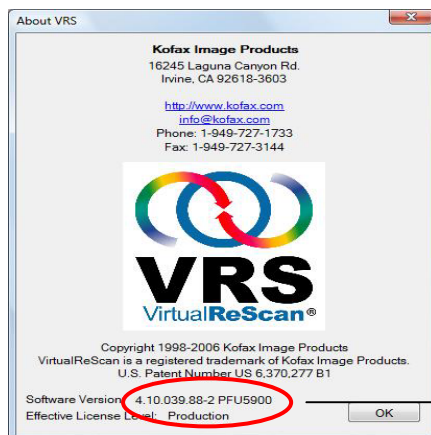 About VRS
Kofax Image Products
16245 Laguna Canyon Rd.
Irvine, CA 92618-3603
http://www.kofax.com
info@kofax.com
Phone: 1-949-727-1733
Fax: 1-949-727-3144
VRS
VirtualReScan®
Copyright 1998-2006 Kofax Image Products
VirtualReScan is a registered trademark of Kofax Image Products.
U.S. Patent Number US 6,370,277 B1
Software Version: 4.10.039.88-2 PFU5900
Effective License Level: Production
OK